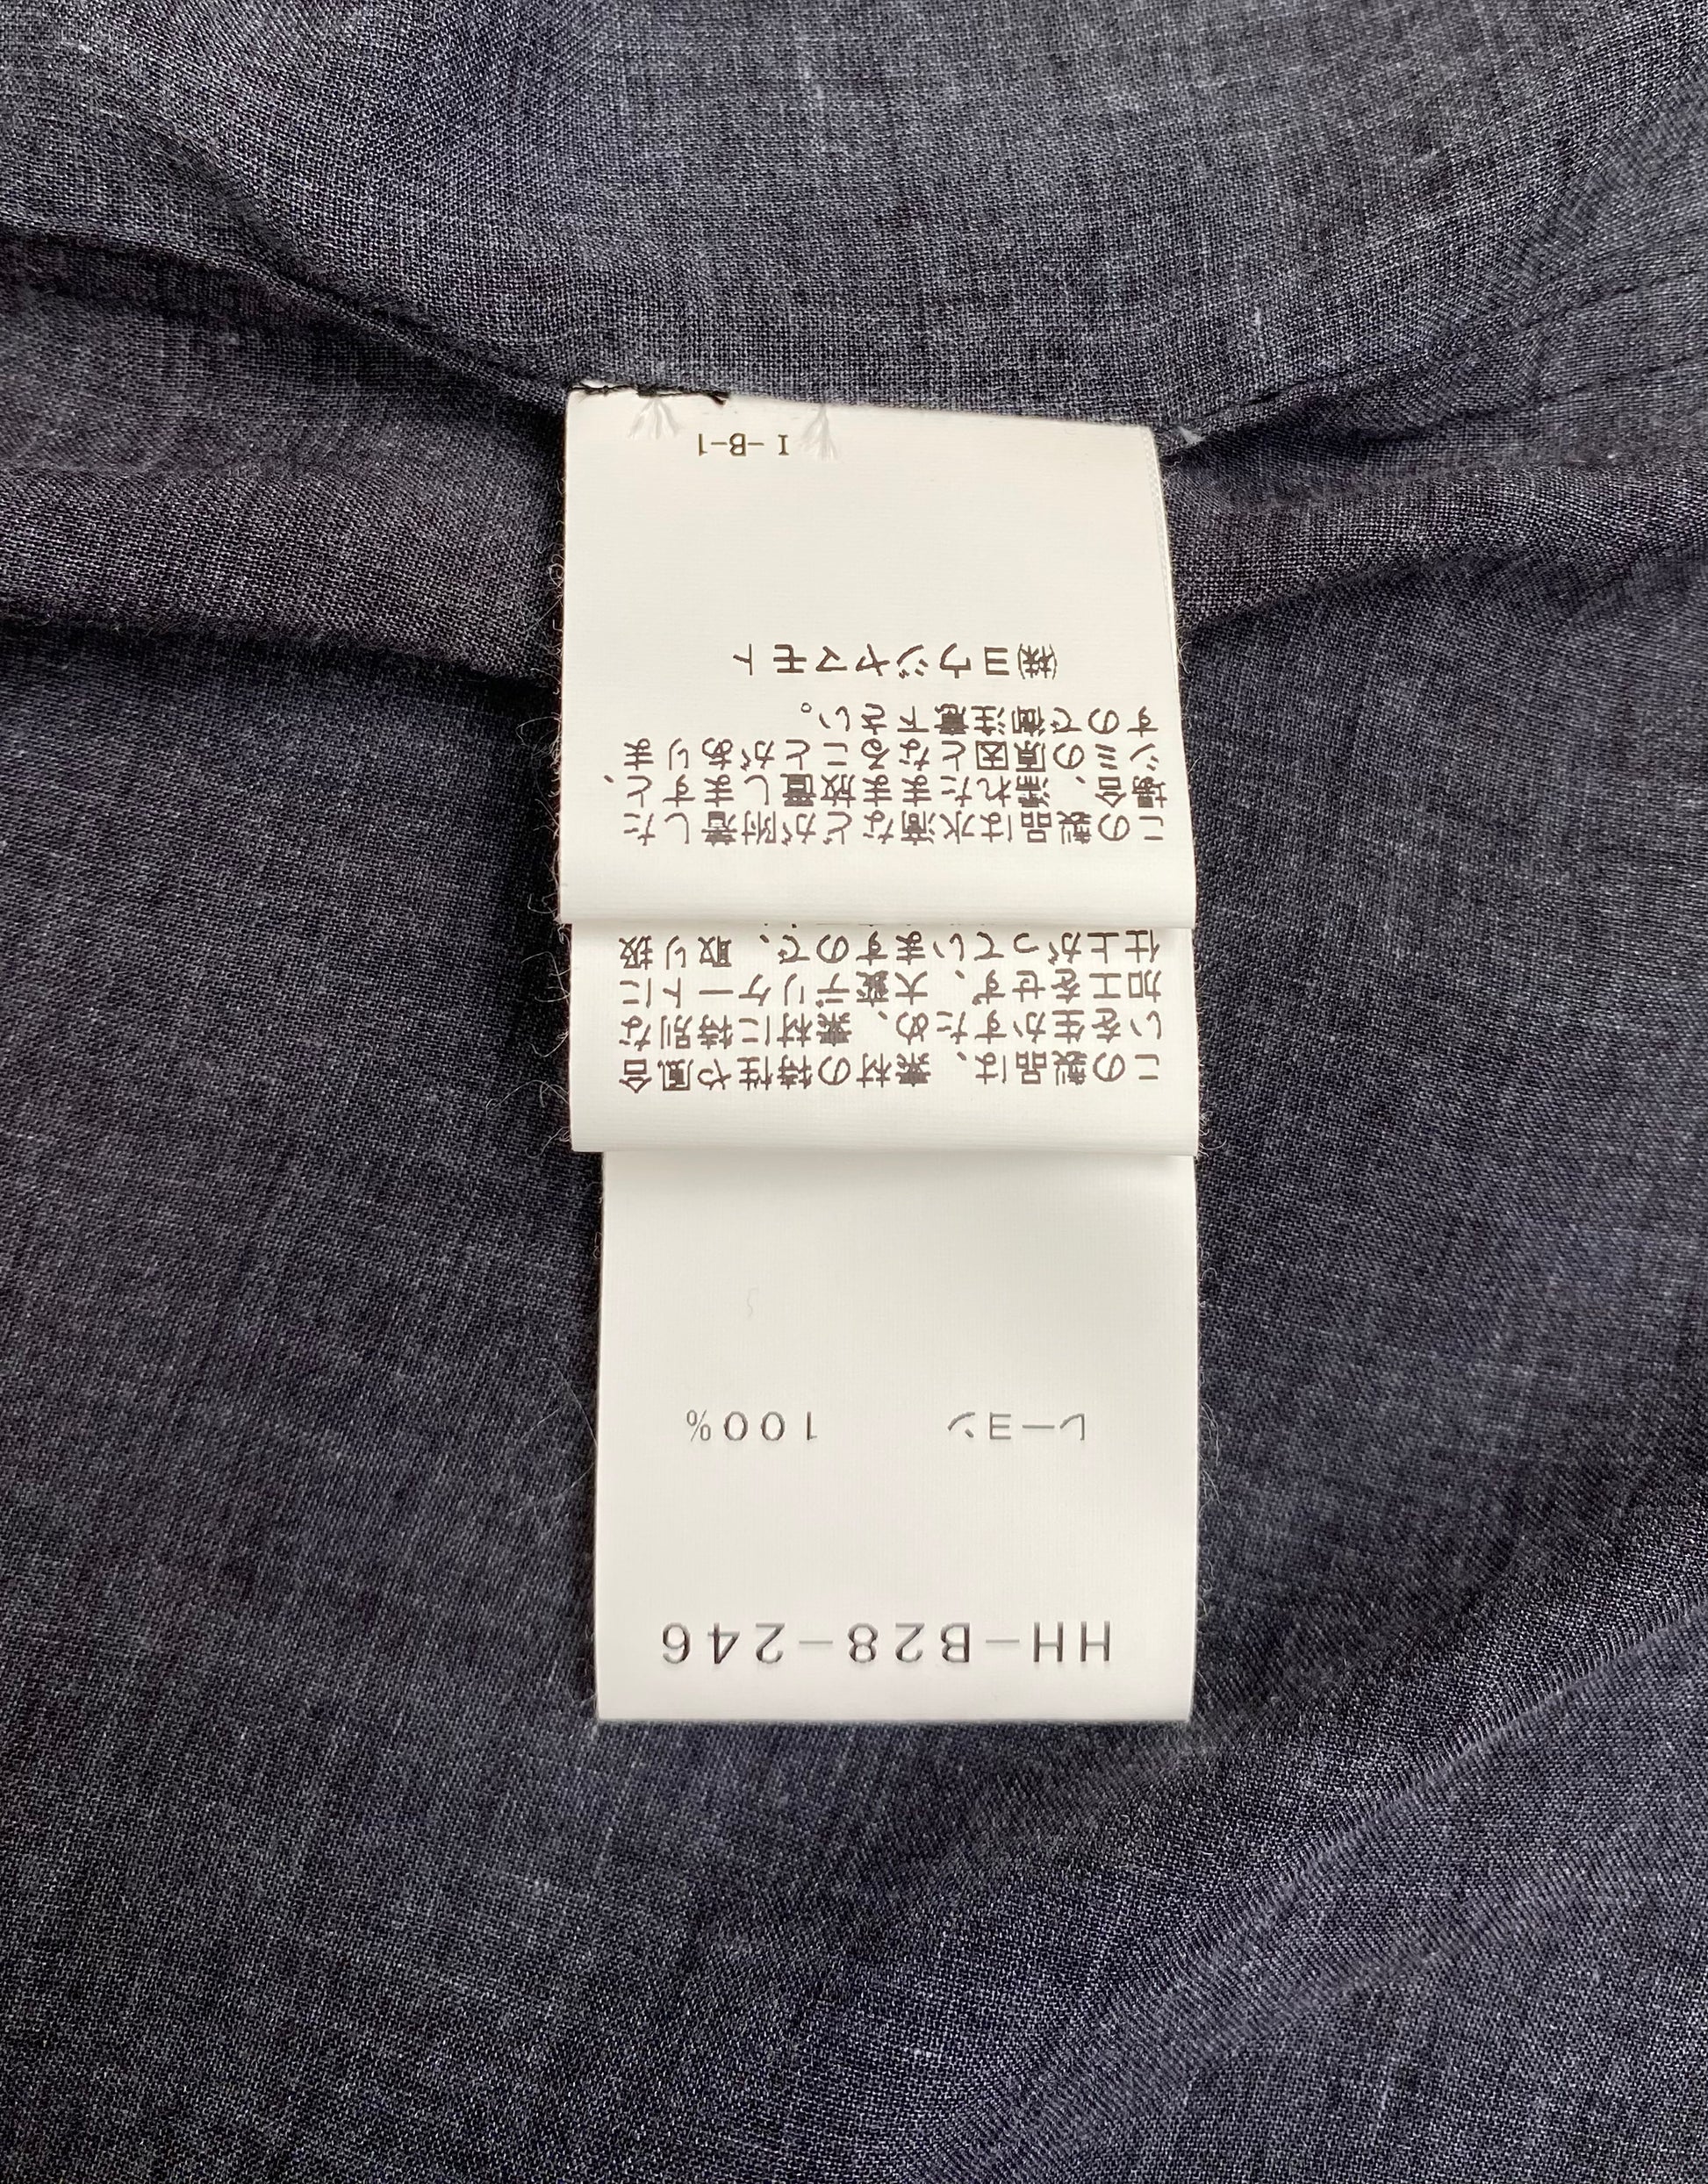 HH-B28-246
レーヨン 100%
この製品は、素材の特性や風合
いを生かすため、素材に特別な
加工をせず、大変デリケートに
仕上がっていますので、取り扱
この製品は水滴などが附着した
場合、濡れたまま放置しますと、
シミの原因となることがありま
すので御注意下さい。
㈱ヨウジヤマモト
I-B-1